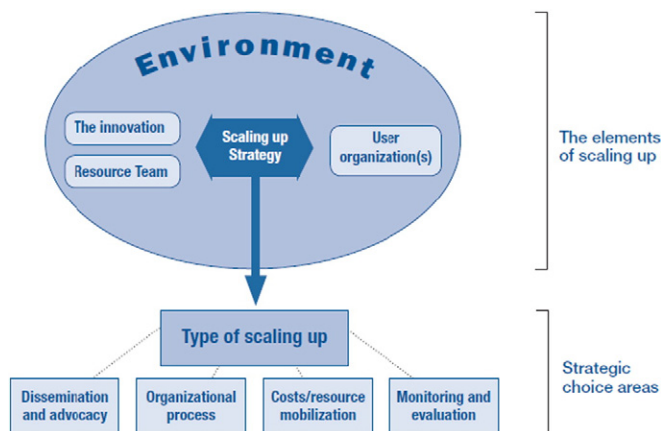 Environment
The innovation
Resource Team
Scaling up
Strategy
User
organization(s)
The elements
of scaling up
Type of scaling up
Dissemination
and advocacy
Organizational
process
Costs/resource
mobilization
Monitoring and
evaluation
Strategic
choice areas